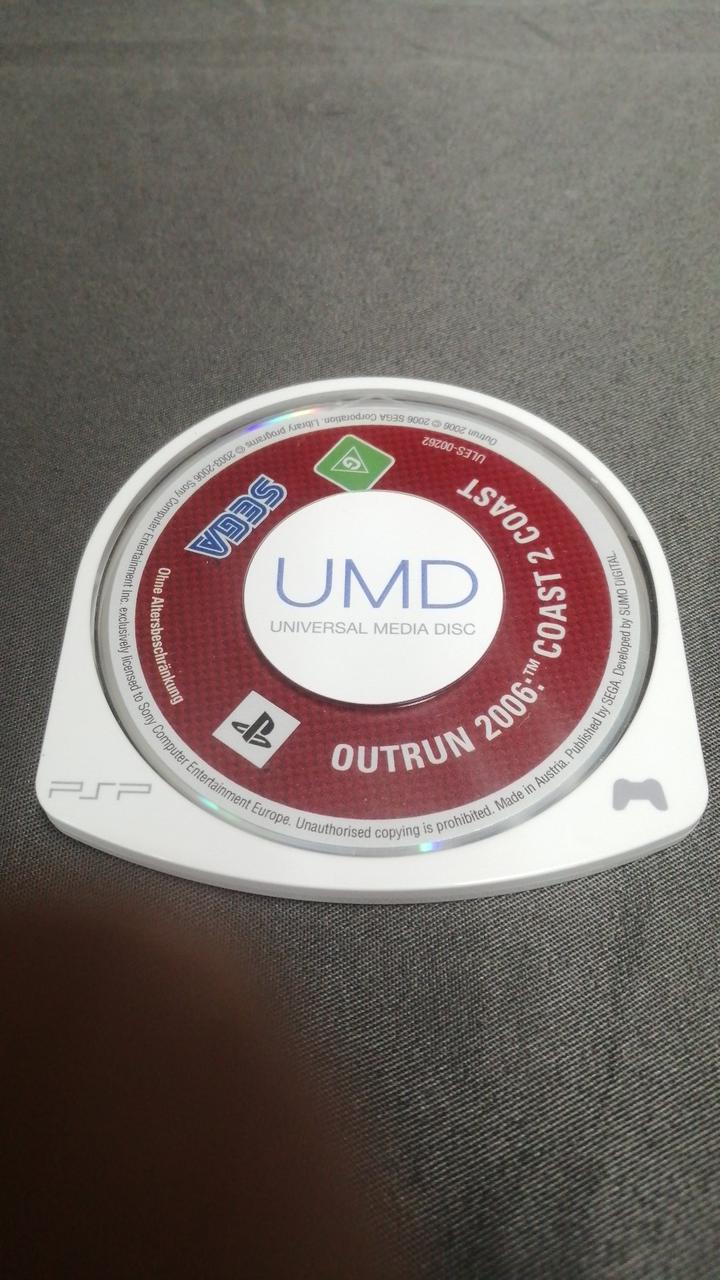 UMD
UNIVERSAL MEDIA DISC
OUTRUN 2006:™ COAST 2 COAST
SEGA
G
ULES-00262
Ohne Altersbeschränkung
Outrun 2006 © 2006 SEGA Corporation. Library programs © 2003-2006 Sony Computer Entertainment Inc. exclusively licensed to Sony Computer Entertainment Europe. Unauthorised copying is prohibited. Made in Austria. Published by SEGA. Developed by SUMO DIGITAL.
PSP